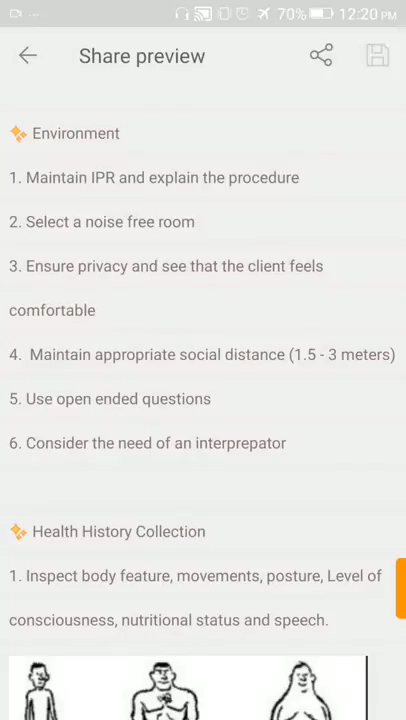 70% 12:20 PM
Share preview
✨ Environment
1. Maintain IPR and explain the procedure
2. Select a noise free room
3. Ensure privacy and see that the client feels
comfortable
4. Maintain appropriate social distance (1.5 - 3 meters)
5. Use open ended questions
6. Consider the need of an interprepator
✨ Health History Collection
1. Inspect body feature, movements, posture, Level of
consciousness, nutritional status and speech.